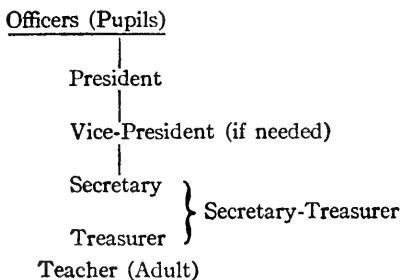 Officers (Pupils)
President
Vice-President (if needed)
Secretary
Secretary-Treasurer
Treasurer
Teacher (Adult)